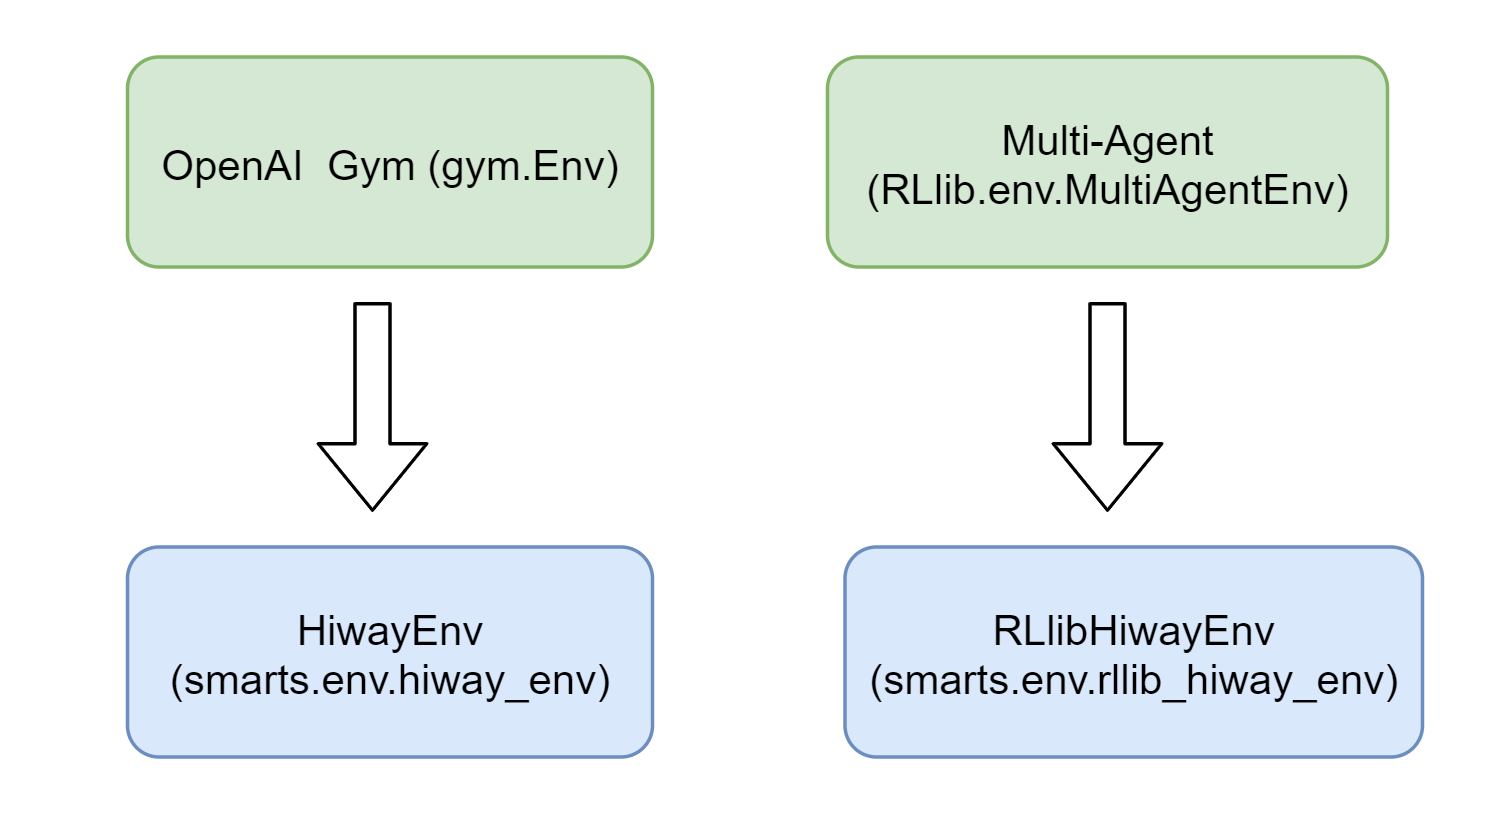 OpenAI  Gym (gym.Env)
Multi-Agent
(RLlib.env.MultiAgentEnv)
HiwayEnv
(smarts.env.hiway_env)
RLlibHiwayEnv
(smarts.env.rllib_hiway_env)